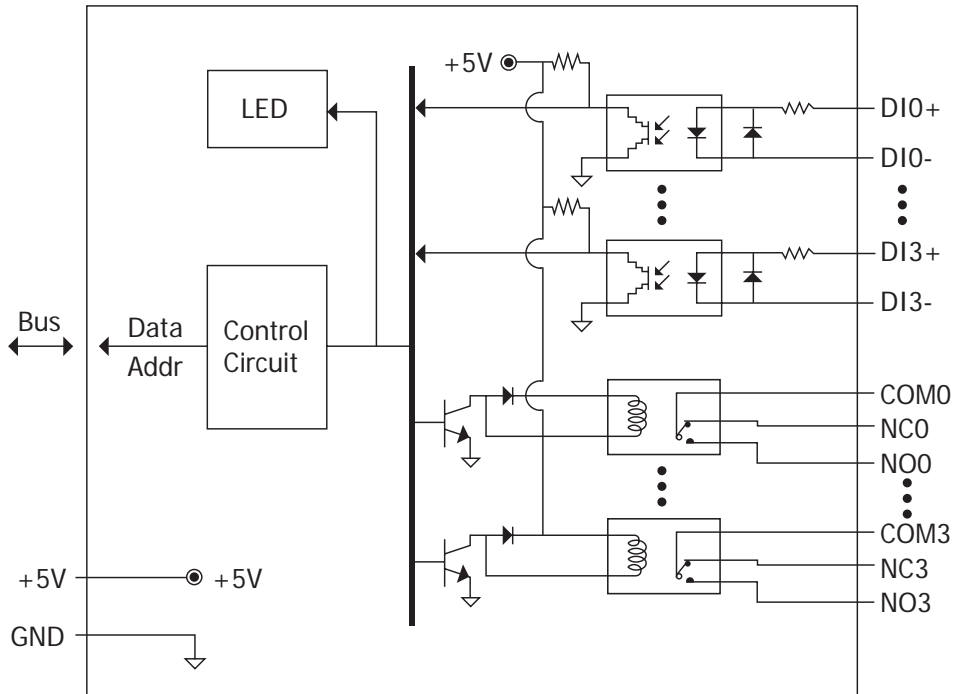 +5V
LED
DI0+
DI0-
DI3+
DI3-
Bus
Data
Addr
Control
Circuit
COM0
NC0
NO0
COM3
NC3
NO3
+5V
+5V
GND